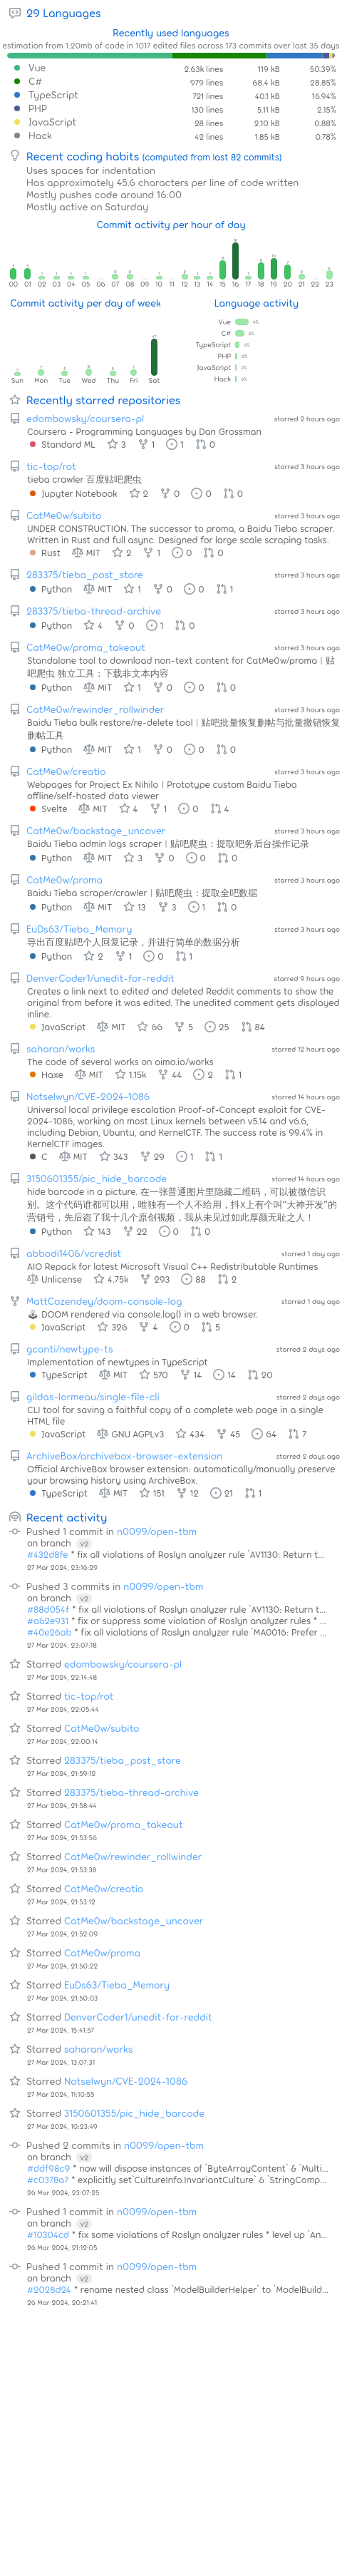 29 Languages
Recently used languages
estimation from 1.20mb of code in 1017 edited files across 173 commits over last 35 days
Vue 2.63k lines 119 kB 50.39%
C# 979 lines 68.4 kB 28.85%
TypeScript 721 lines 40.1 kB 16.94%
PHP 130 lines 5.11 kB 2.15%
JavaScript 28 lines 2.10 kB 0.88%
Hack 42 lines 1.85 kB 0.78%
Recent coding habits (computed from last 82 commits)
Uses spaces for indentation
Has approximately 45.6 characters per line of code written
Mostly pushes code around 16:00
Mostly active on Saturday
Commit activity per hour of day
00 01 02 03 04 05 06 07 08 09 10 11 12 13 14 15 16 17 18 19 20 21 22 23
Commit activity per day of week
Sun Mon Tue Wed Thu Fri Sat
Language activity
Vue
C#
TypeScript
PHP
JavaScript
Hack
Recently starred repositories
edombowsky/coursera-pl starred 2 hours ago
Coursera - Programming Languages by Dan Grossman
Standard ML 3 1 1 0
tic-top/rot starred 3 hours ago
tieba crawler 百度贴吧爬虫
Jupyter Notebook 2 0 0 0
CatMe0w/subito starred 3 hours ago
UNDER CONSTRUCTION. The successor to proma, a Baidu Tieba scraper.
Written in Rust and fully async. Designed for large scale scraping tasks.
Rust MIT 2 1 0 0
283375/tieba_post_store starred 3 hours ago
Python MIT 1 0 0 1
283375/tieba-thread-archive starred 3 hours ago
Python 4 0 1 0
CatMe0w/proma_takeout starred 3 hours ago
Standalone tool to download non-text content for CatMe0w/proma | 贴
吧爬虫 独立工具：下载非文本内容
Python MIT 1 0 0 0
CatMe0w/rewinder_rollwinder starred 3 hours ago
Baidu Tieba bulk restore/re-delete tool | 贴吧批量恢复删帖与批量撤销恢复
删帖工具
Python MIT 1 0 0 0
CatMe0w/creatio starred 3 hours ago
Webpages for Project Ex Nihilo | Prototype custom Baidu Tieba
offline/self-hosted data viewer
Svelte MIT 4 1 0 4
CatMe0w/backstage_uncover starred 3 hours ago
Baidu Tieba admin logs scraper | 贴吧爬虫：提取吧务后台操作记录
Python MIT 3 0 0 0
CatMe0w/proma starred 3 hours ago
Baidu Tieba scraper/crawler | 贴吧爬虫：提取全吧数据
Python MIT 13 3 1 0
EuDs63/Tieba_Memory starred 3 hours ago
导出百度贴吧个人回复记录，并进行简单的数据分析
Python 2 1 0 1
DenverCoder1/unedit-for-reddit starred 9 hours ago
Creates a link next to edited and deleted Reddit comments to show the
original from before it was edited. The unedited comment gets displayed
inline.
JavaScript MIT 66 5 25 84
saharan/works starred 12 hours ago
The code of several works on oimo.io/works
Haxe MIT 1.15k 44 2 1
Notselwyn/CVE-2024-1086 starred 14 hours ago
Universal local privilege escalation Proof-of-Concept exploit for CVE-
2024-1086, working on most Linux kernels between v5.14 and v6.6,
including Debian, Ubuntu, and KernelCTF. The success rate is 99.4% in
KernelCTF images.
C MIT 343 29 1 1
3150601355/pic_hide_barcode starred 14 hours ago
hide barcode in a picture. 在一张普通图片里隐藏二维码，可以被微信识
别。这个代码谁都可以用，唯独有一个人不给用，抖X上有个叫“大神开发”的
营销号，先后盗了我十几个原创视频，我从未见过如此厚颜无耻之人！
Python 143 22 0 0
abbodi1406/vcredist starred 1 day ago
AIO Repack for latest Microsoft Visual C++ Redistributable Runtimes
Unlicense 4.75k 293 88 2
MattCozendey/doom-console-log starred 1 day ago
🕹️ DOOM rendered via console.log() in a web browser.
JavaScript 326 4 0 5
gcanti/newtype-ts starred 2 days ago
Implementation of newtypes in TypeScript
TypeScript MIT 570 14 14 20
gildas-lormeau/single-file-cli starred 2 days ago
CLI tool for saving a faithful copy of a complete web page in a single
HTML file
JavaScript GNU AGPLv3 434 45 64 7
ArchiveBox/archivebox-browser-extension starred 2 days ago
Official ArchiveBox browser extension: automatically/manually preserve
your browsing history using ArchiveBox.
TypeScript MIT 151 12 21 1
Recent activity
Pushed 1 commit in n0099/open-tbm
on branch v2
#432d8fe * fix all violations of Roslyn analyzer rule `AV1130: Return t...
27 Mar 2024, 23:16:29
Pushed 3 commits in n0099/open-tbm
on branch v2
#88d054f * fix all violations of Roslyn analyzer rule `AV1130: Return t...
#a62e931 * fix or suppress some violation of Roslyn analyzer rules * ...
#40e26ab * fix all violations of Roslyn analyzer rule `MA0016: Prefer ...
27 Mar 2024, 23:07:18
Starred edombowsky/coursera-pl
27 Mar 2024, 22:14:48
Starred tic-top/rot
27 Mar 2024, 22:05:44
Starred CatMe0w/subito
27 Mar 2024, 22:00:14
Starred 283375/tieba_post_store
27 Mar 2024, 21:59:12
Starred 283375/tieba-thread-archive
27 Mar 2024, 21:58:44
Starred CatMe0w/proma_takeout
27 Mar 2024, 21:53:56
Starred CatMe0w/rewinder_rollwinder
27 Mar 2024, 21:53:38
Starred CatMe0w/creatio
27 Mar 2024, 21:53:12
Starred CatMe0w/backstage_uncover
27 Mar 2024, 21:52:09
Starred CatMe0w/proma
27 Mar 2024, 21:50:22
Starred EuDs63/Tieba_Memory
27 Mar 2024, 21:50:03
Starred DenverCoder1/unedit-for-reddit
27 Mar 2024, 15:41:57
Starred saharan/works
27 Mar 2024, 13:07:31
Starred Notselwyn/CVE-2024-1086
27 Mar 2024, 11:10:55
Starred 3150601355/pic_hide_barcode
27 Mar 2024, 10:23:49
Pushed 2 commits in n0099/open-tbm
on branch v2
#ddf98c9 * now will dispose instances of `ByteArrayContent` & `Multi...
#c0378a7 * explicitly set`CultureInfo.InvariantCulture` & `StringComp...
26 Mar 2024, 23:07:25
Pushed 1 commit in n0099/open-tbm
on branch v2
#10304cd * fix some violations of Roslyn analyzer rules * level up `An...
26 Mar 2024, 21:12:05
Pushed 1 commit in n0099/open-tbm
on branch v2
#2028d24 * rename nested class `ModelBuilderHelper` to `ModelBuild...
26 Mar 2024, 20:21:41